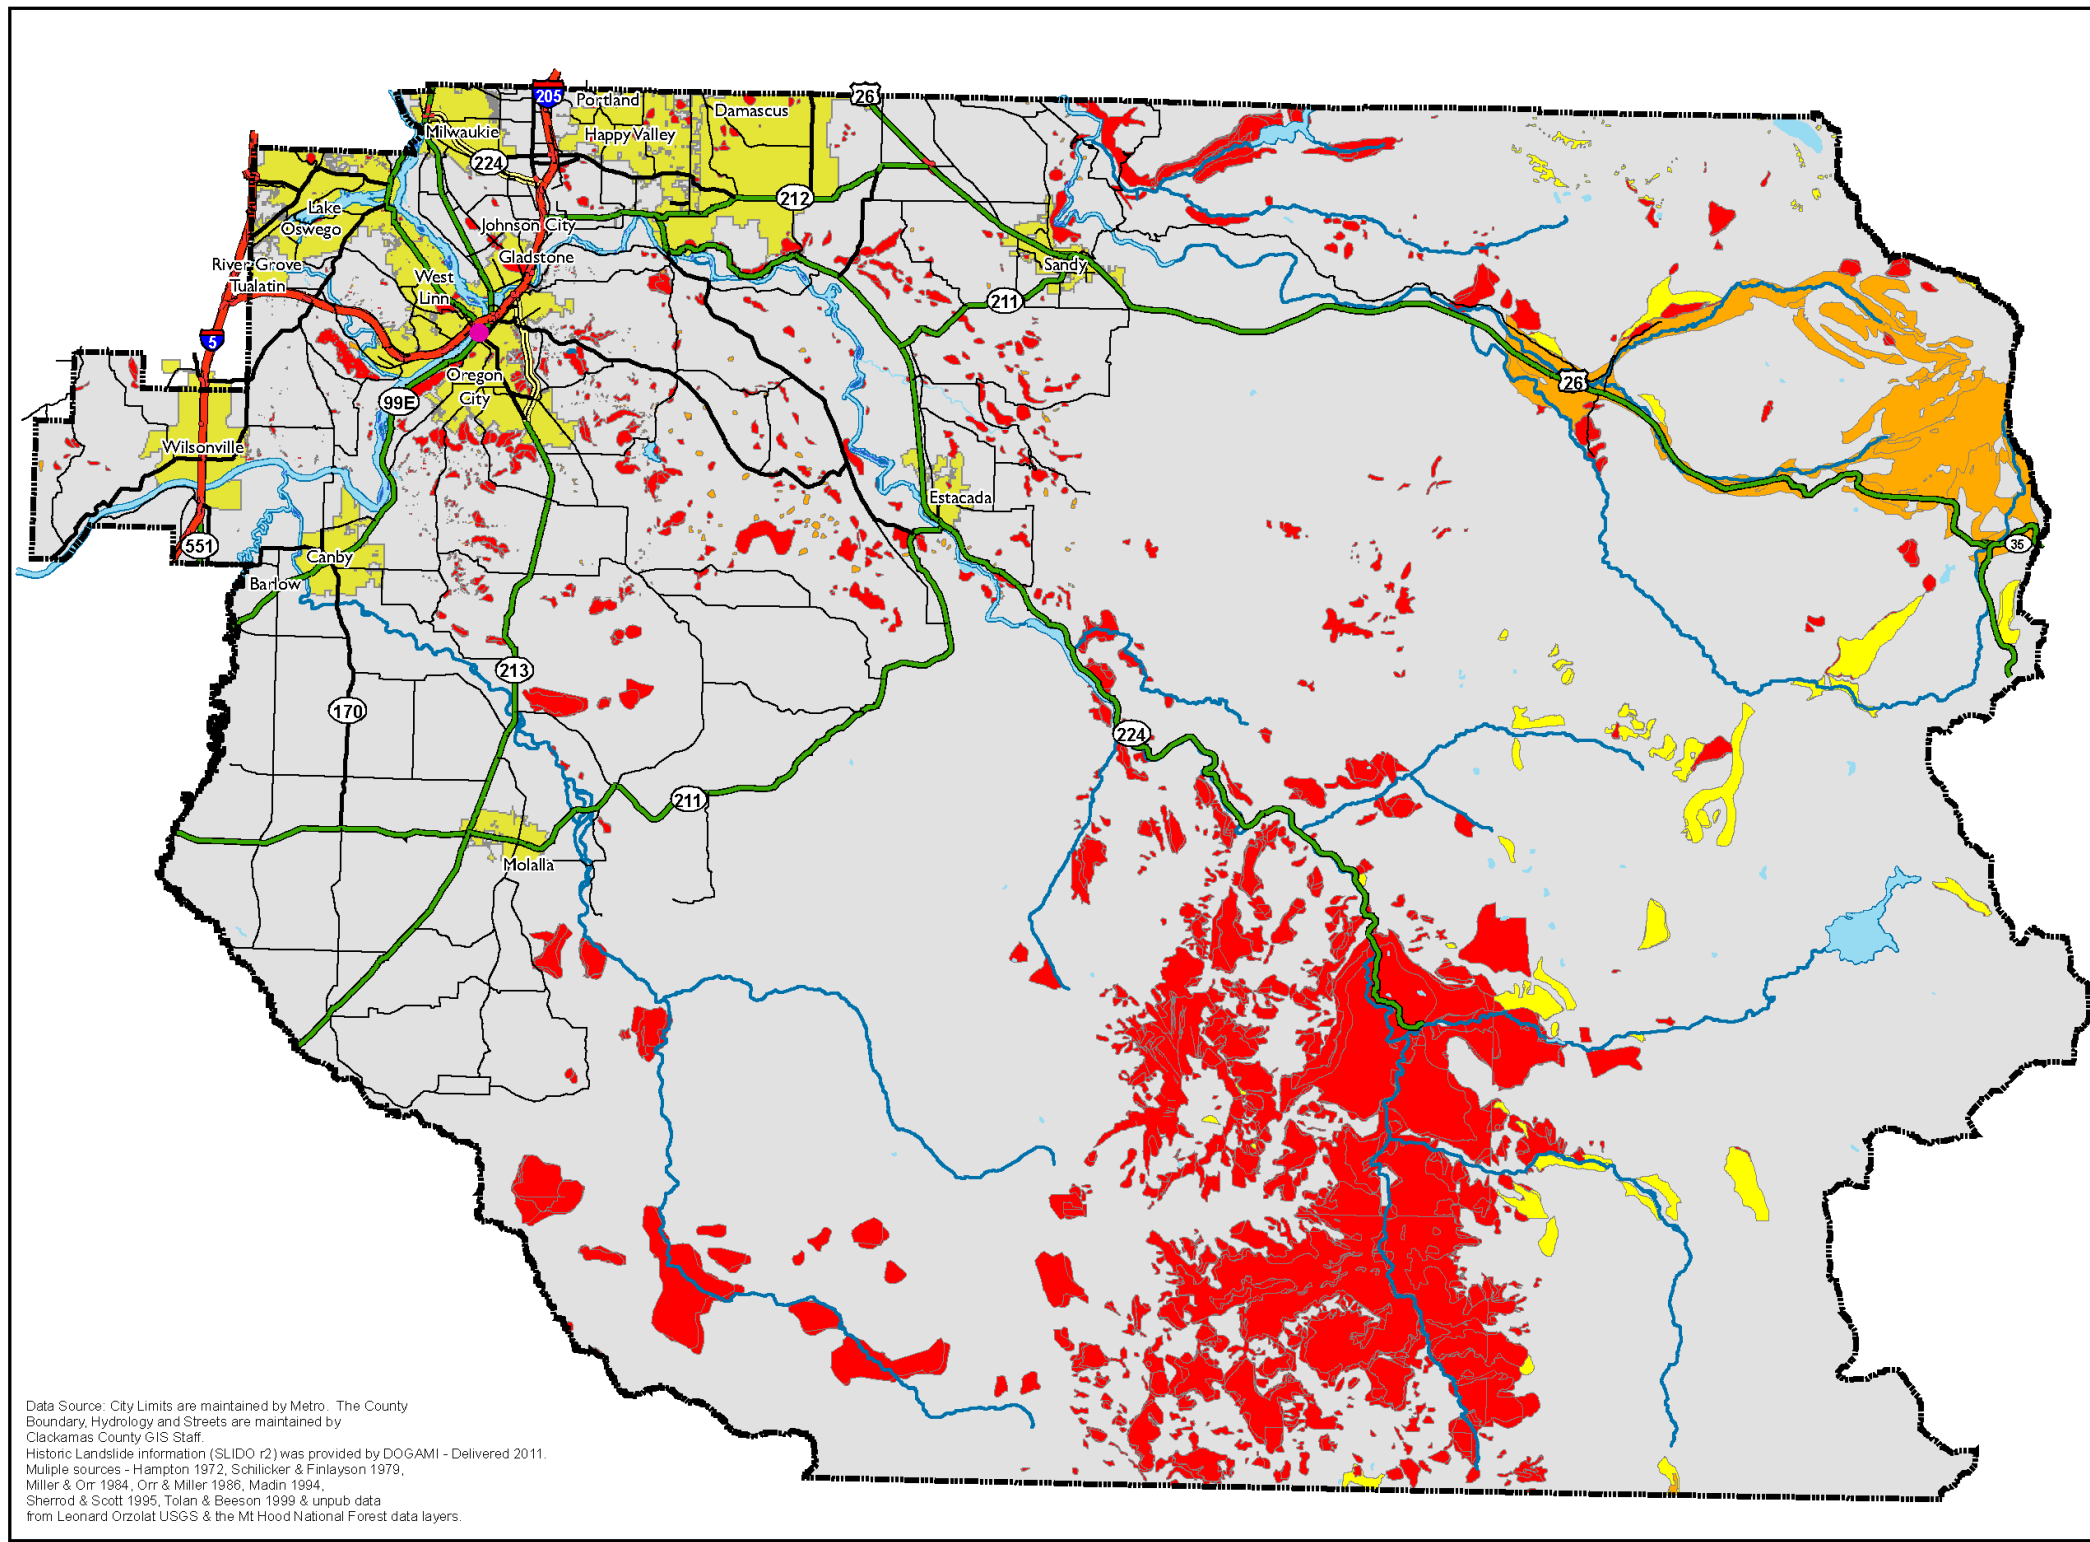 205
Portland
26
Damascus
Milwaukie
Happy Valley
224
212
Lake
Oswego
Johnson City
Gladstone
River Grove
West
Linn
Sandy
Tualatin
211
5
26
Oregon
City
99E
Wilsonville
Estacada
551
Canby
35
Barlow
213
170
224
211
Molalla
Data Source: City Limits are maintained by Metro. The County
Boundary, Hydrology and Streets are maintained by
Clackamas County GIS Staff.
Historic Landslide information (SLIDO r2) was provided by DOGAMI - Delivered 2011.
Muliple sources - Hampton 1972, Schilicker & Finlayson 1979,
Miller & Orr 1984, Orr & Miller 1986, Madin 1994,
Sherrod & Scott 1995, Tolan & Beeson 1999 & unpub data
from Leonard Orzolat USGS & the Mt Hood National Forest data layers.